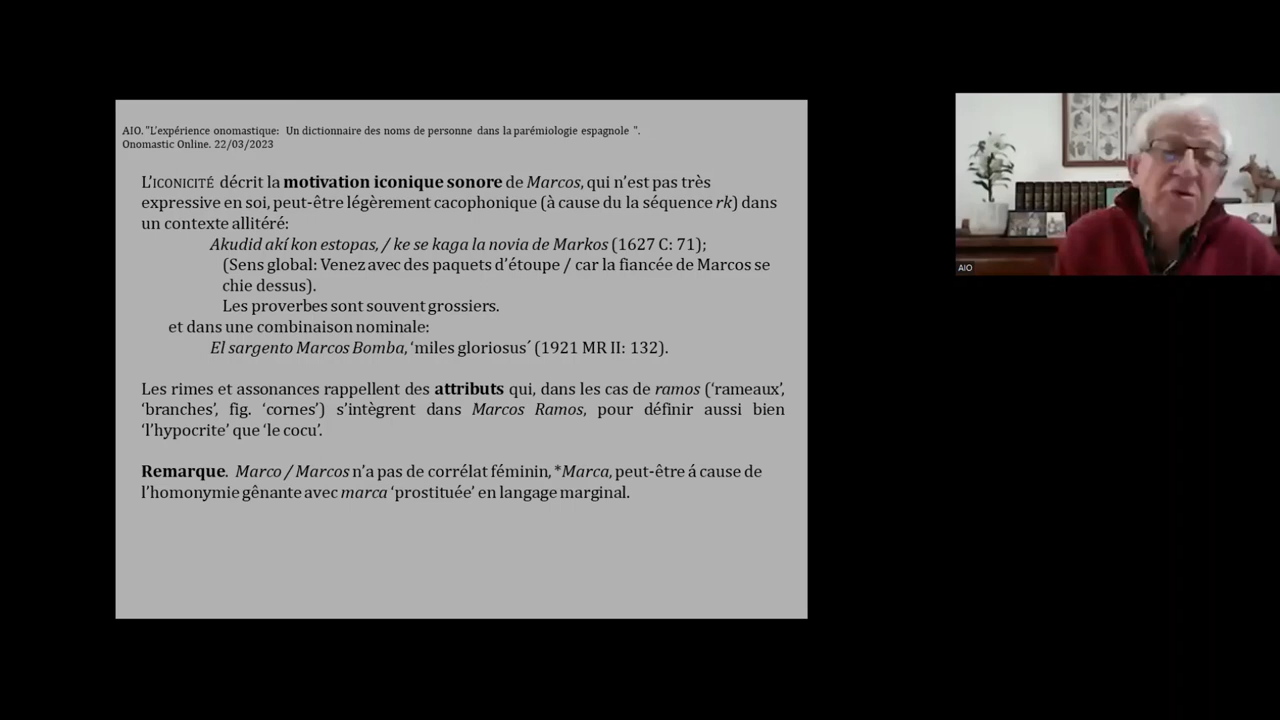 AIO. "L'expérience onomastique: Un dictionnaire des noms de personne dans la parémiologie espagnole ".
Onomastic Online. 22/03/2023
L'ICONICITÉ décrit la motivation iconique sonore de Marcos, qui n'est pas très
expressive en soi, peut-être légèrement cacophonique (à cause du la séquence rk) dans
un contexte allitéré:
Akudid akí kon estopas, / ke se kaga la novia de Markos (1627 C: 71);
(Sens global: Venez avec des paquets d'étoupe / car la fiancée de Marcos se
chie dessus).
Les proverbes sont souvent grossiers.
et dans une combinaison nominale:
El sargento Marcos Bomba, 'miles gloriosus´ (1921 MR II: 132).
Les rimes et assonances rappellent des attributs qui, dans les cas de ramos ('rameaux',
'branches', fig. 'cornes') s'intègrent dans Marcos Ramos, pour définir aussi bien
'l'hypocrite' que 'le cocu'.
Remarque. Marco / Marcos n'a pas de corrélat féminin, *Marca, peut-être á cause de
l'homonymie gênante avec marca 'prostituée' en langage marginal.
AIO